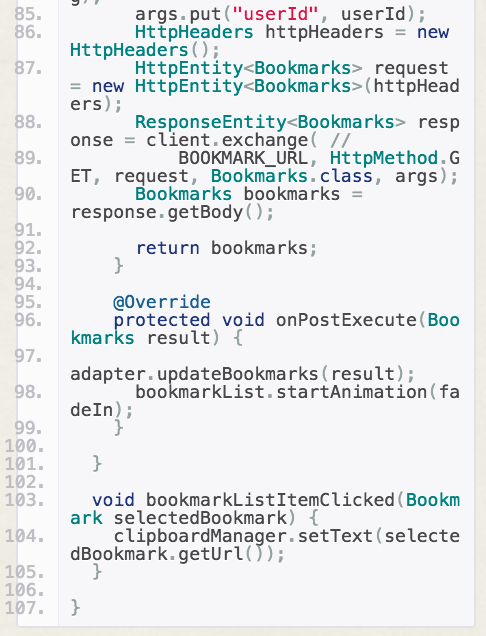 g);
85. args.put("userId", userId);
86. HttpHeaders httpHeaders = new
HttpHeaders();
87. HttpEntity<Bookmarks> request
= new HttpEntity<Bookmarks>(httpHead
ers);
88. ResponseEntity<Bookmarks> resp
onse = client.exchange( //
89. BOOKMARK_URL, HttpMethod.G
ET, request, Bookmarks.class, args);
90. Bookmarks bookmarks =
response.getBody();
91.
92. return bookmarks;
93. }
94.
95. @Override
96. protected void onPostExecute(Boo
kmarks result) {
97.
adapter.updateBookmarks(result);
98. bookmarkList.startAnimation(fa
deIn);
99. }
100.
101. }
102.
103. void bookmarkListItemClicked(Bookm
ark selectedBookmark) {
104. clipboardManager.setText(selecte
dBookmark.getUrl());
105. }
106.
107. }